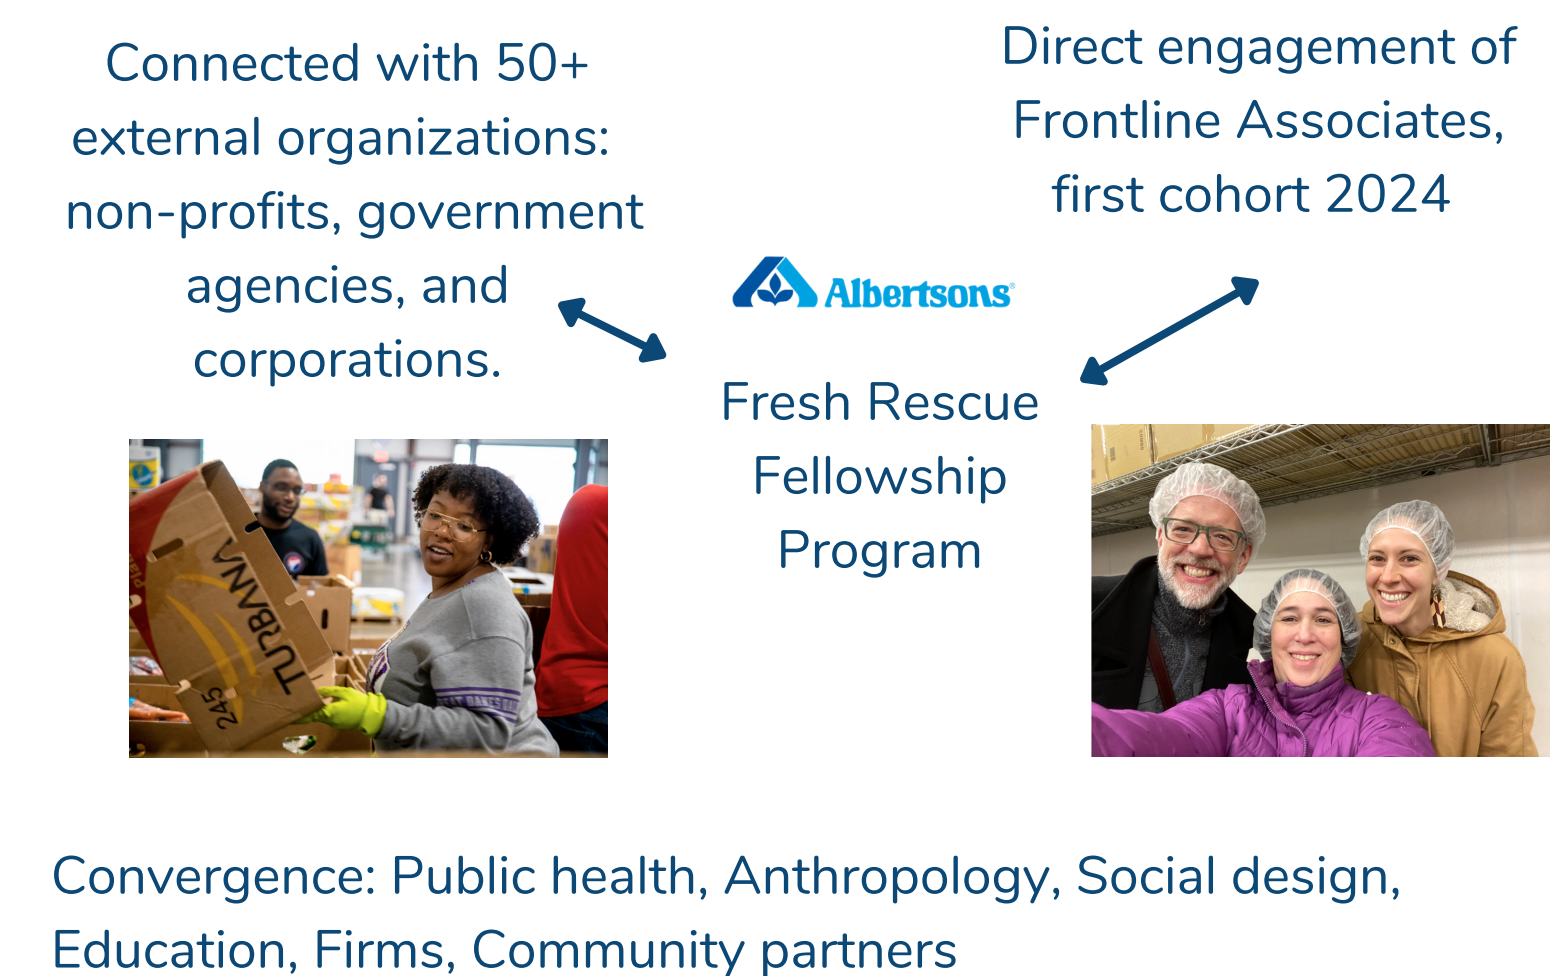 Connected with 50+
external organizations:
non-profits, government
agencies, and
corporations.
Direct engagement of
Frontline Associates,
first cohort 2024
Albertsons®
Fresh Rescue
Fellowship
Program
TURBANA
245
Convergence: Public health, Anthropology, Social design,
Education, Firms, Community partners